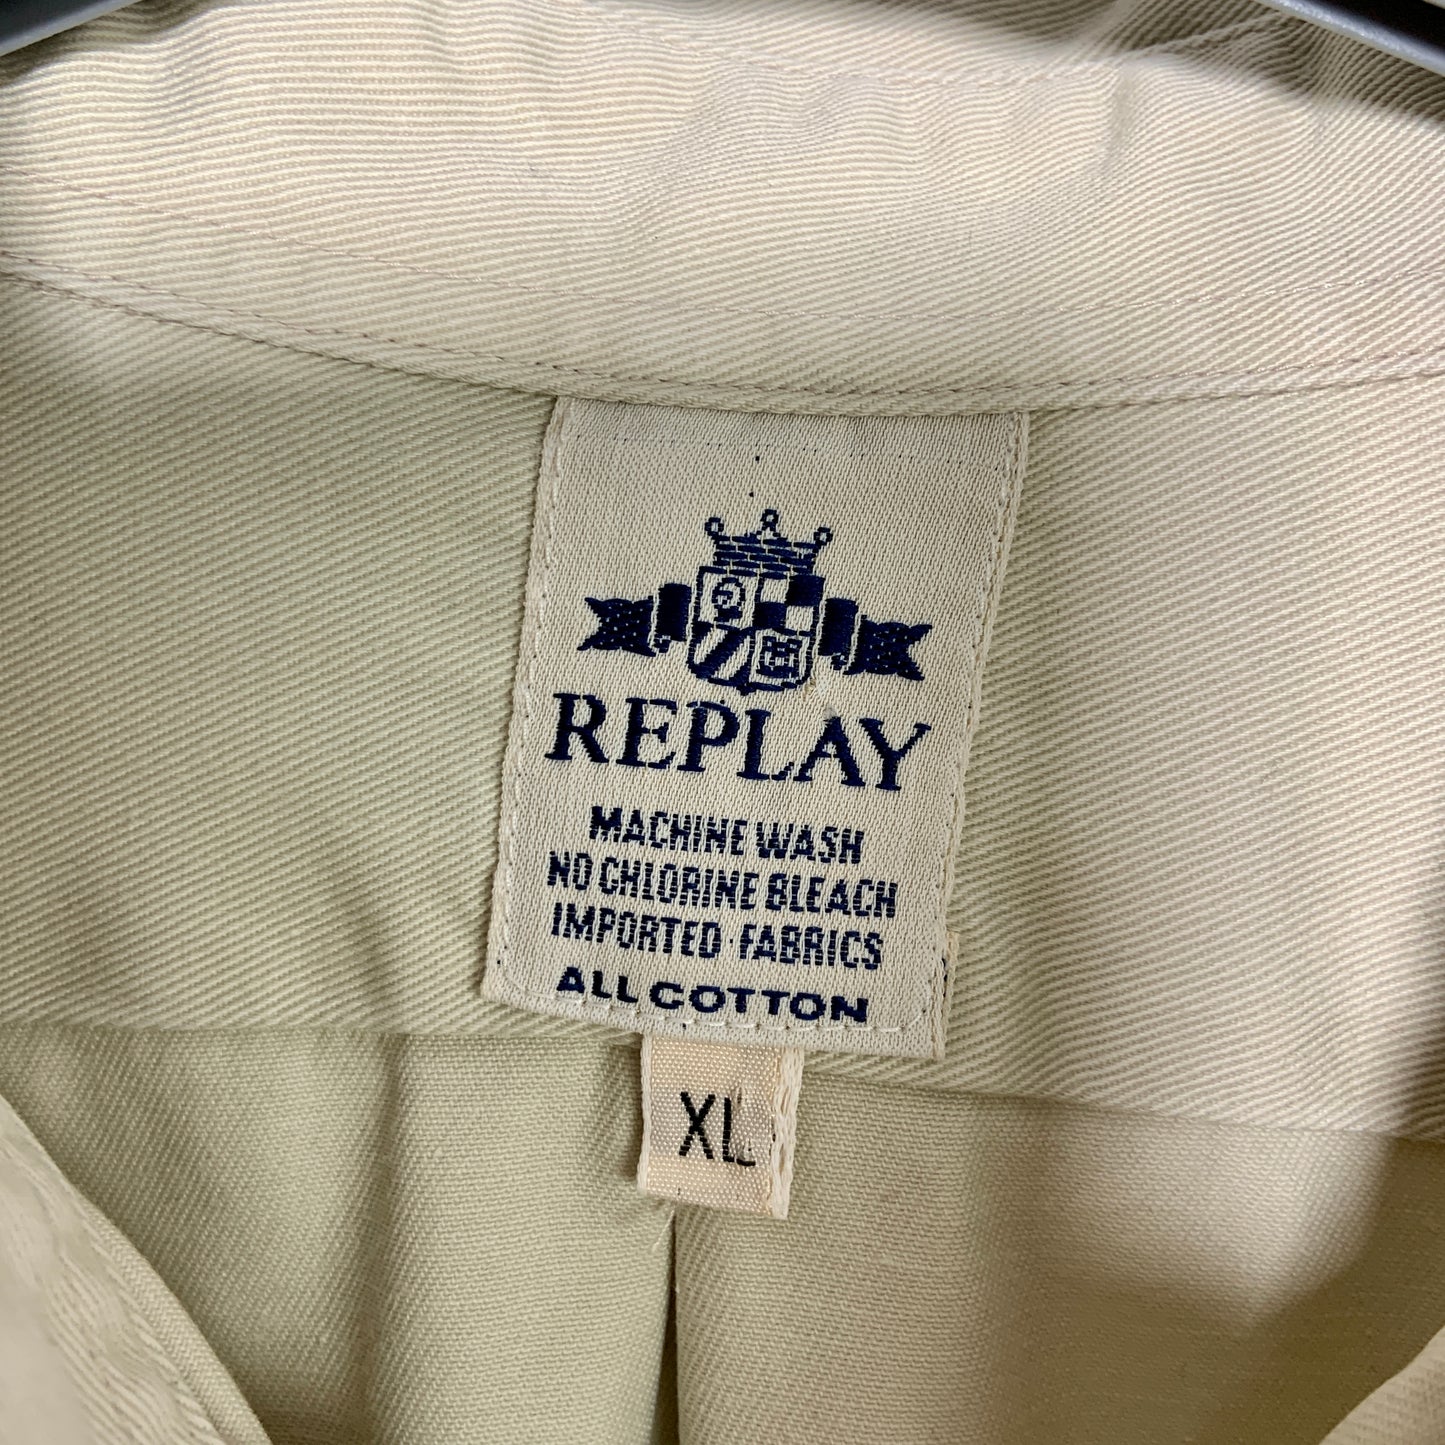 REPLAY
MACHINE WASH
NO CHLORINE BLEACH
IMPORTED·FABRICS
ALL COTTON
XL